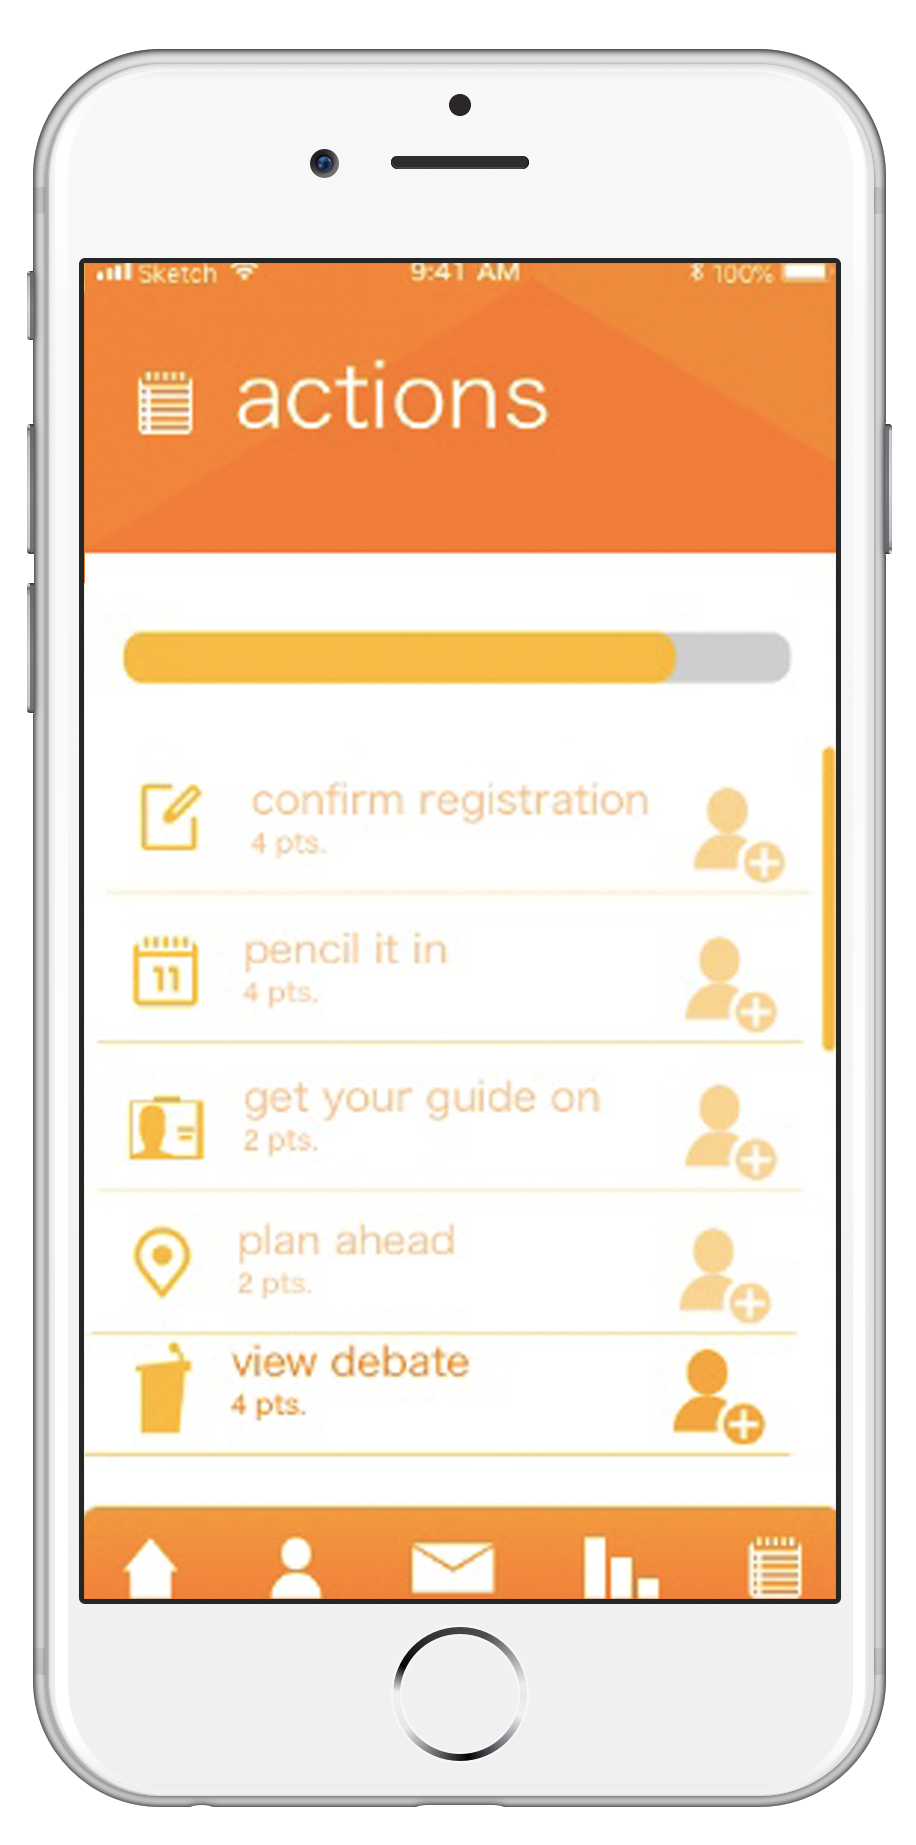 Sketch 9:41 AM 100%
actions
confirm registration
4 pts.
11
pencil it in
4 pts.
get your guide on
2 pts.
plan ahead
2 pts.
view debate
4 pts.